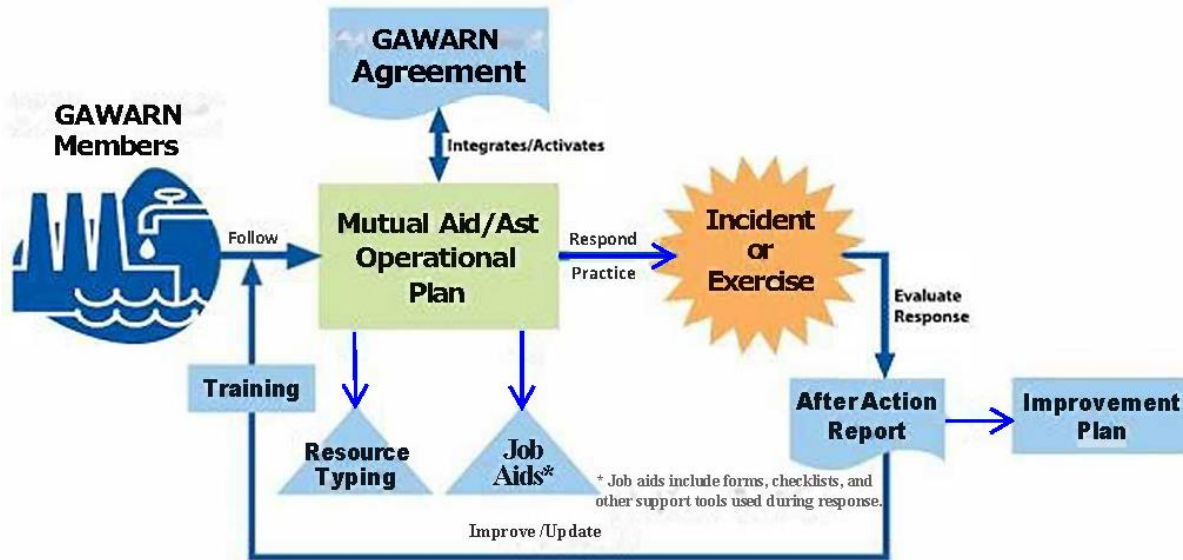 GAWARN
Agreement
GAWARN
Members
Integrates/Activates
Follow
Mutual Aid/Ast
Operational
Plan
Respond
Practice
Incident
or
Exercise
Evaluate
Response
Training
Resource
Typing
Job
Aids*
After Action
Report
Improvement
Plan
* Job aids include forms, checklists, and
other support tools used during response.
Improve /Update